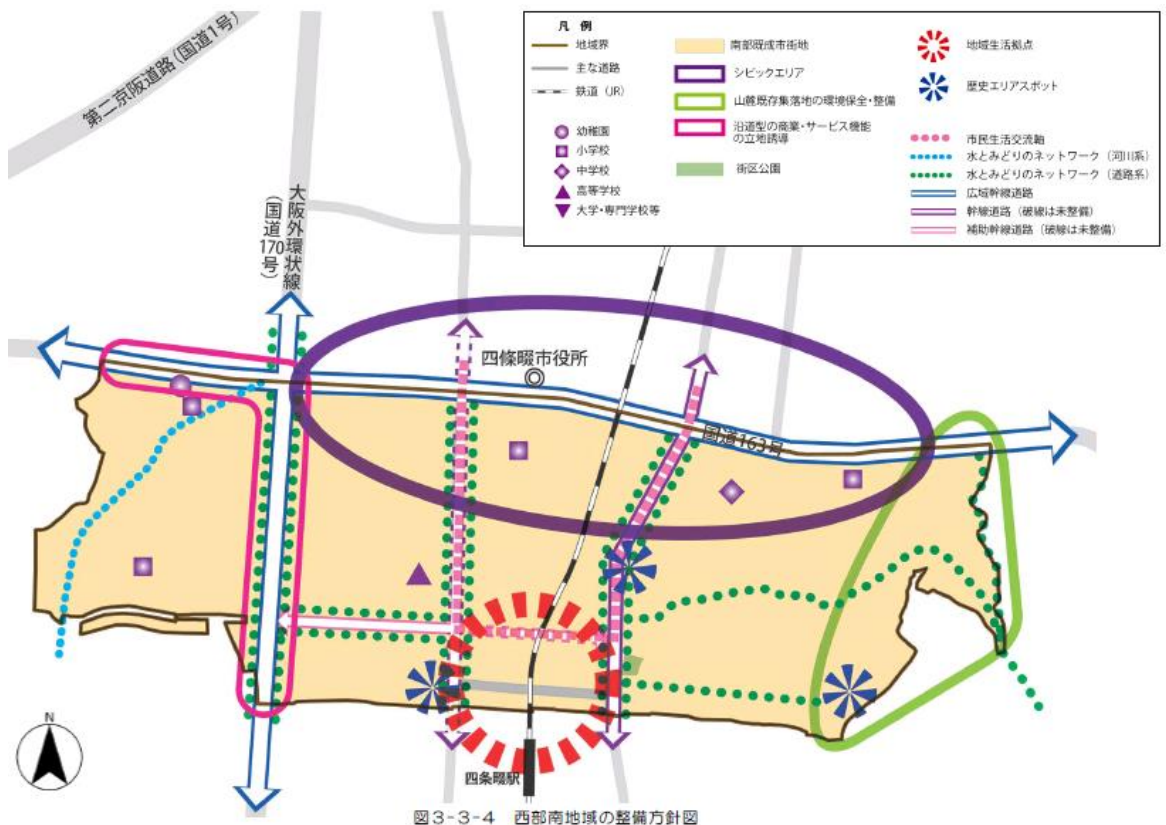 第二京阪道路(国道1号)
凡 例
地域界
主な道路
鉄道（JR）
幼稚園
小学校
中学校
高等学校
大学・専門学校等
南部既成市街地
シビックエリア
山麓既存集落地の環境保全・整備
沿道型の商業・サービス機能
の立地誘導
街区公園
地域生活拠点
歴史エリアスポット
市民生活交流軸
水とみどりのネットワーク（河川系）
水とみどりのネットワーク（道路系）
広域幹線道路
幹線道路（破線は未整備）
補助幹線道路（破線は未整備）
大阪外環状線
(国道170号)
四條畷市役所
国道163号
N
四条畷駅
図3-3-4 西部南地域の整備方針図